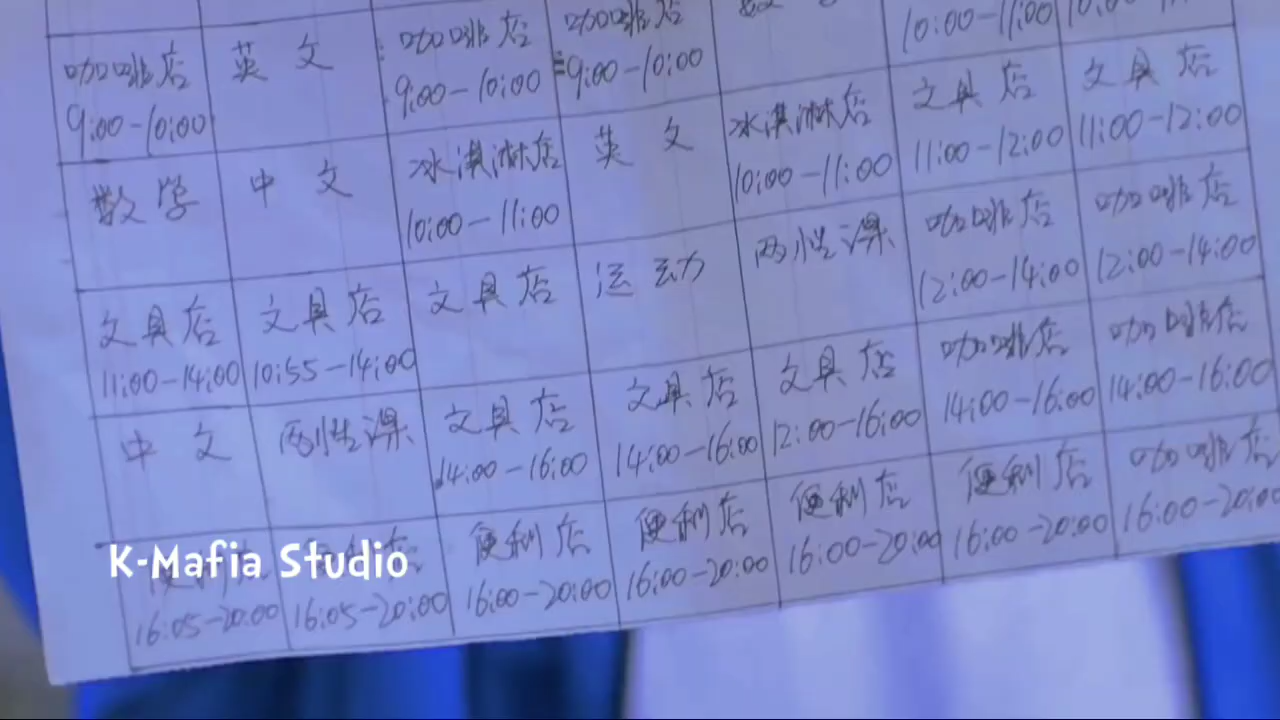 咖啡店
9:00-10:00
英文
咖啡店
9:00-10:00
咖啡店
9:00-10:00
10:00-11:00
数学
中文
冰淇淋店
10:00-11:00
英文
冰淇淋店
10:00-11:00
文具店
11:00-12:00
文具店
11:00-12:00
文具店
11:00-14:00
文具店
10:55-14:00
文具店
运动
两性课
咖啡店
12:00-14:00
咖啡店
12:00-14:00
中文
两性课
文具店
14:00-16:00
文具店
14:00-16:00
文具店
12:00-16:00
咖啡店
14:00-16:00
咖啡店
14:00-16:00
K-Mafia Studio
16:05-20:00
16:05-20:00
便利店
16:00-20:00
便利店
16:00-20:00
便利店
16:00-20:00
便利店
16:00-20:00
咖啡店
16:00-20:00